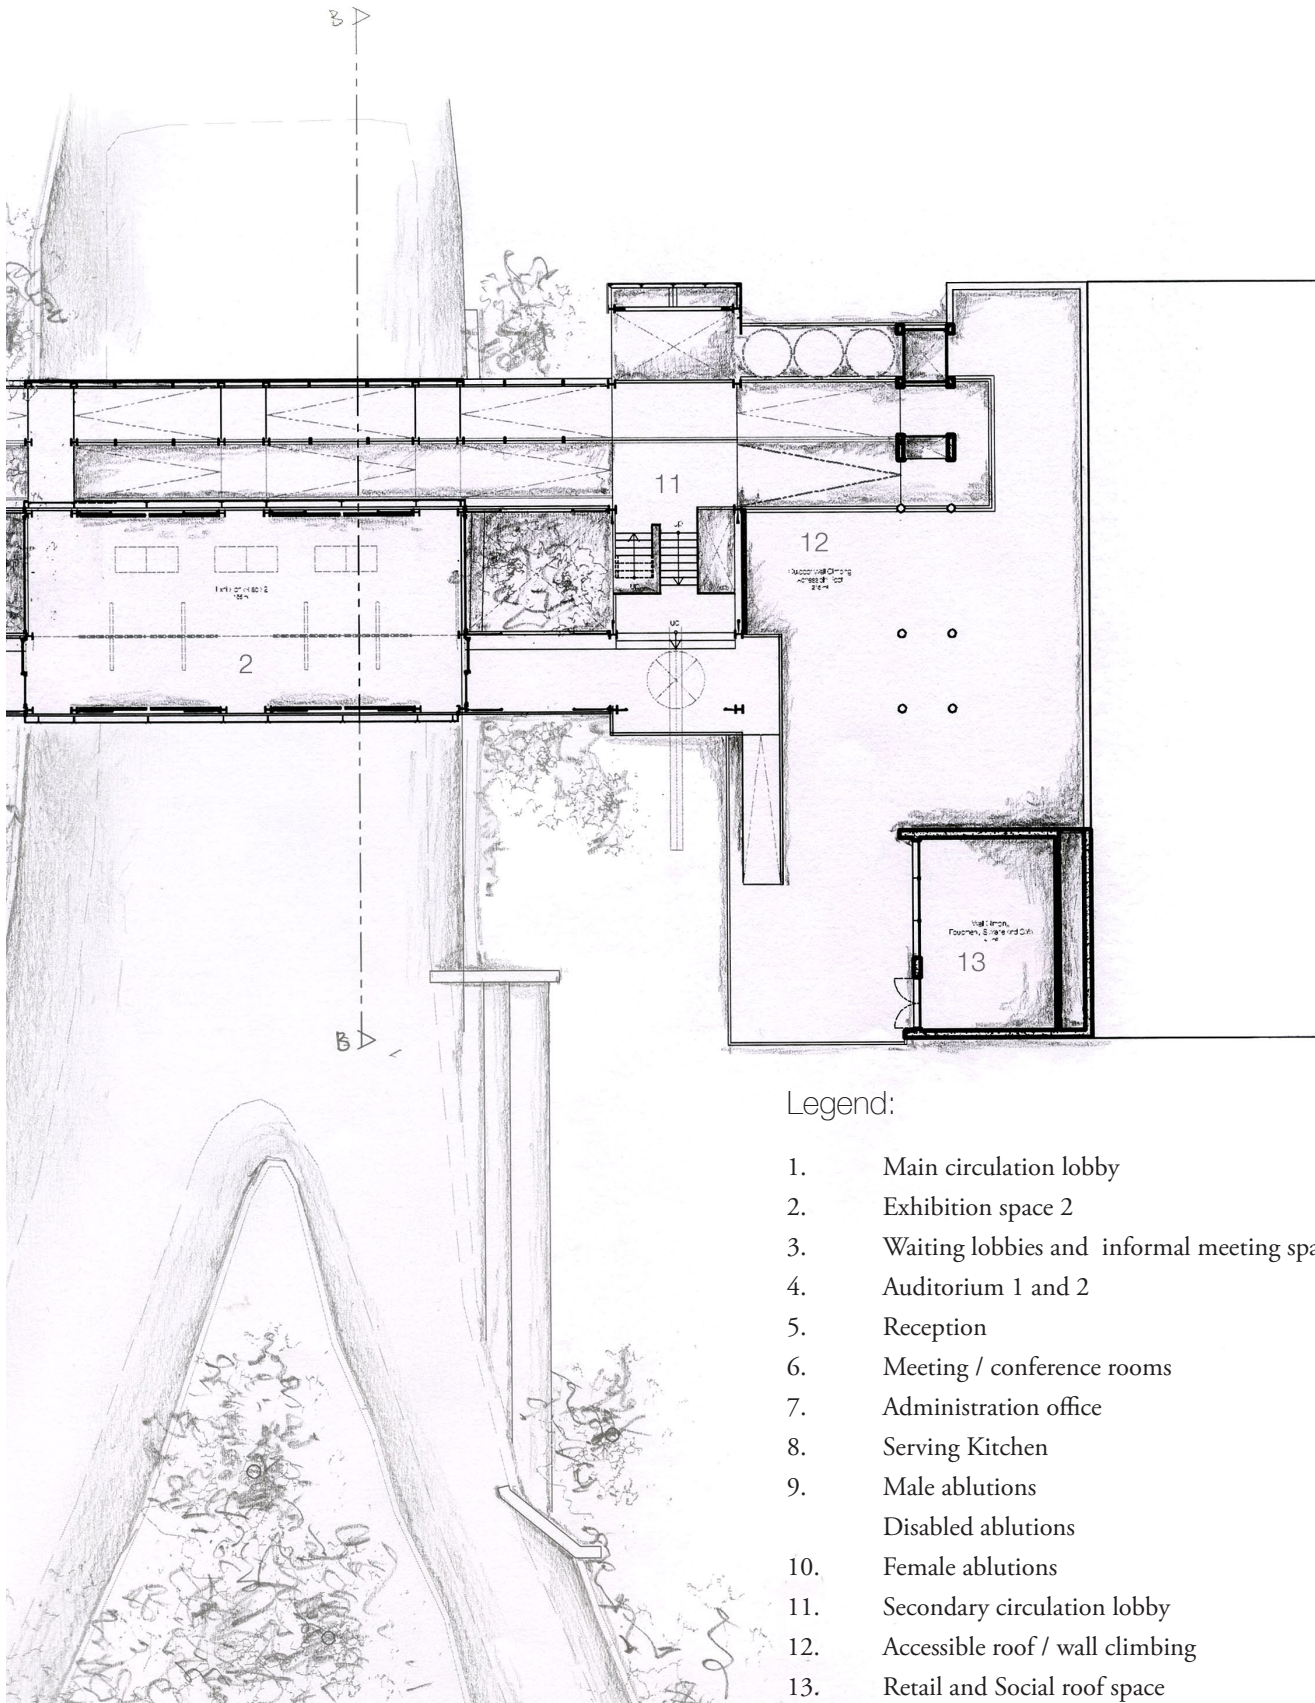 B
11
12
2
13
B
Legend:
1. Main circulation lobby
2. Exhibition space 2
3. Waiting lobbies and informal meeting spa
4. Auditorium 1 and 2
5. Reception
6. Meeting / conference rooms
7. Administration office
8. Serving Kitchen
9. Male ablutions
Disabled ablutions
10. Female ablutions
11. Secondary circulation lobby
12. Accessible roof / wall climbing
13. Retail and Social roof space